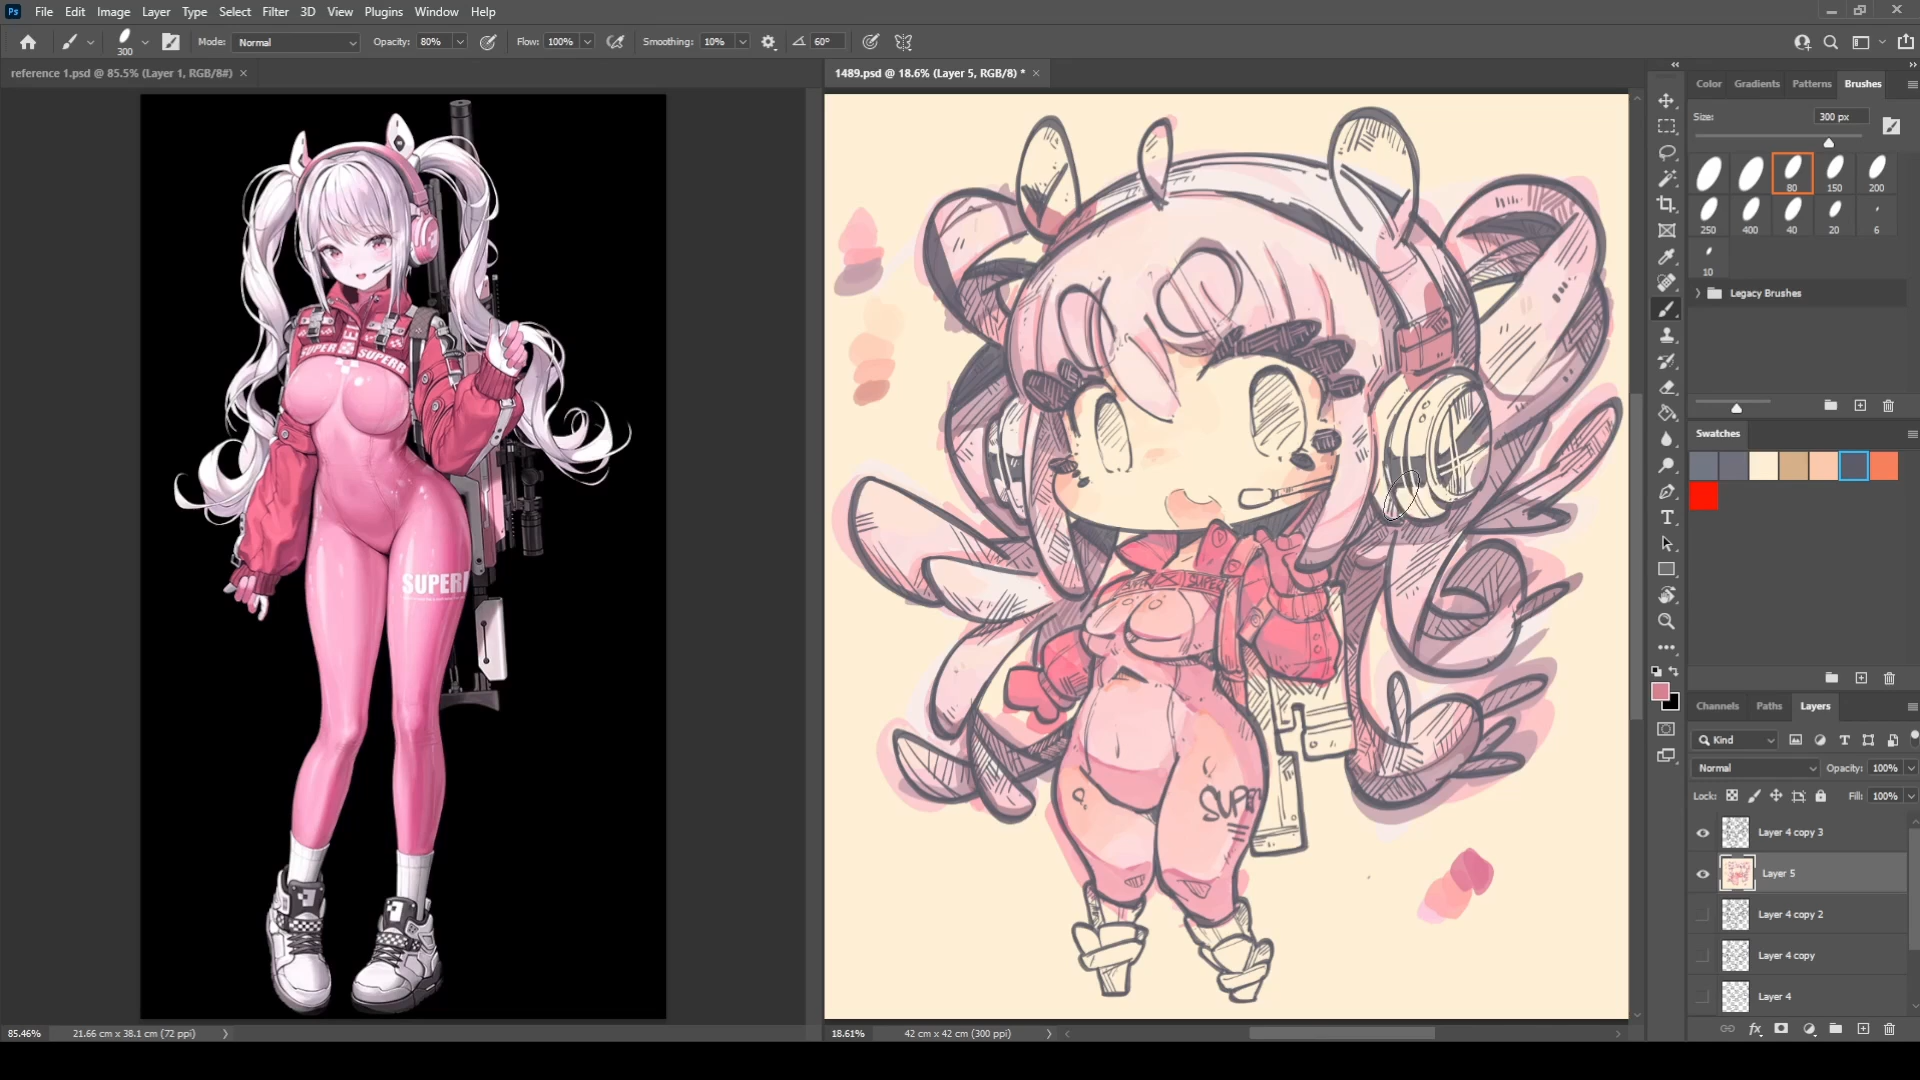 Ps File Edit Image Layer Type Select Filter 3D View Plugins Window Help
300 Mode: Normal Opacity: 80% Flow: 100% Smoothing: 10% 60°
reference 1.psd @ 85.5% (Layer 1, RGB/8#) ×
1489.psd @ 18.6% (Layer 5, RGB/8) * ×
Color Gradients Patterns Brushes
Size: 300 px
80 150 200
250 400 40 20 6
10
Legacy Brushes
Swatches
Channels Paths Layers
Kind
Normal Opacity: 100%
Lock: Fill: 100%
Layer 4 copy 3
Layer 5
Layer 4 copy 2
Layer 4 copy
Layer 4
SUPER SUPERB
SUPER
SUPER
SUPE
85.46% 21.66 cm x 38.1 cm (72 ppi)
18.61% 42 cm x 42 cm (300 ppi)